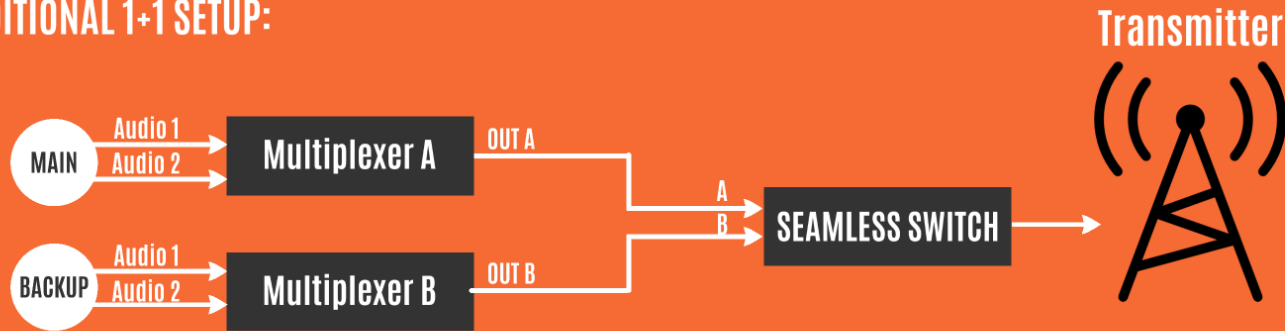 DITIONAL 1+1 SETUP:
Transmitter
MAIN
Audio 1
Audio 2
Multiplexer A
OUT A
A
B
SEAMLESS SWITCH
BACKUP
Audio 1
Audio 2
Multiplexer B
OUT B